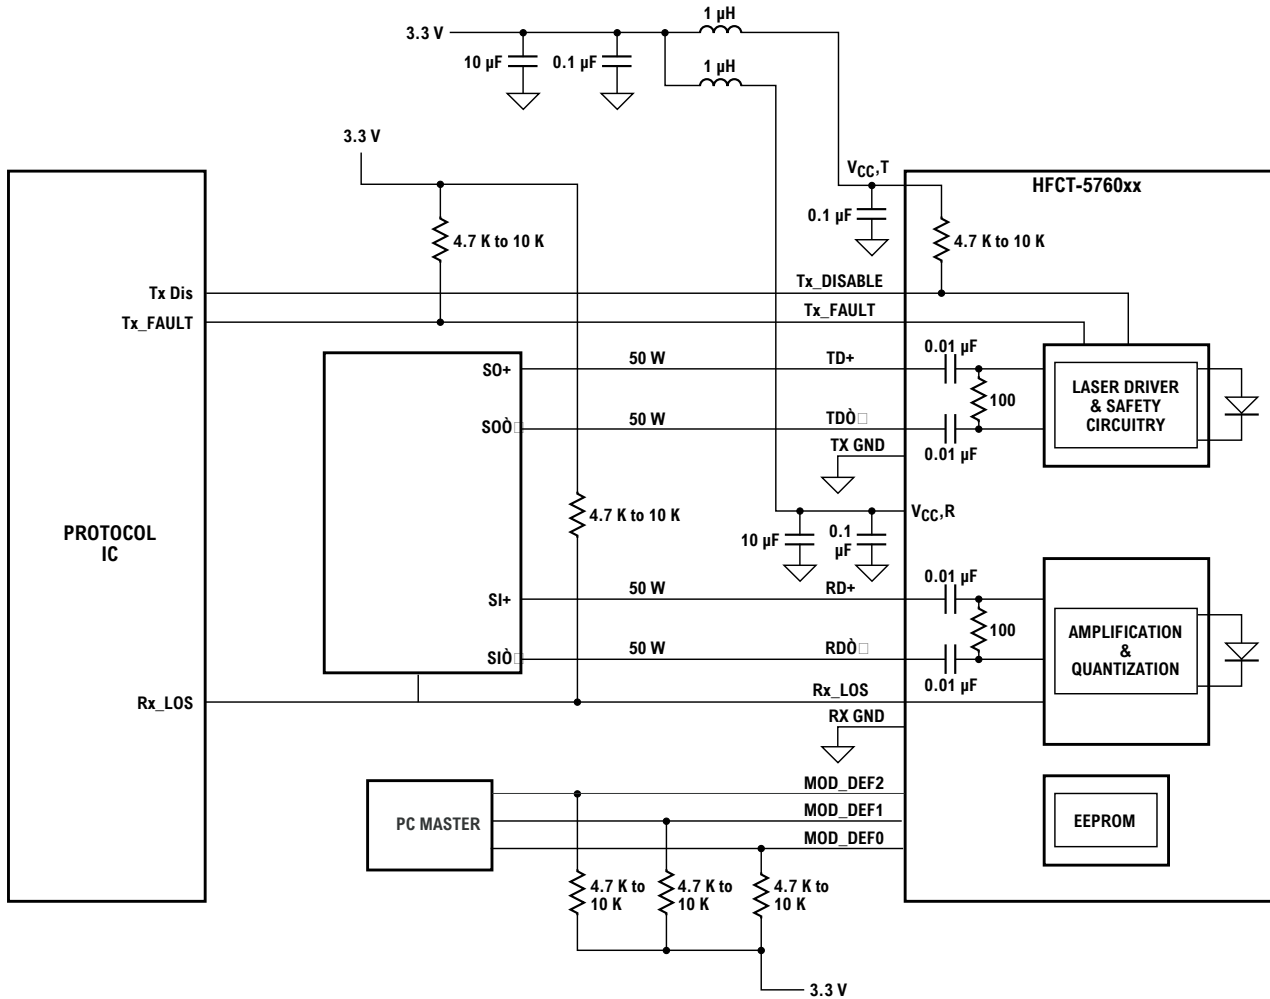 1 µH
3.3 V
10 µF
0.1 µF
1 µH
3.3 V
VCC,T
HFCT-5760xx
0.1 µF
4.7 K to 10 K
4.7 K to 10 K
Tx Dis
Tx_DISABLE
Tx_FAULT
Tx_FAULT
0.01 µF
SO+
50 W
TD+
LASER DRIVER
& SAFETY
CIRCUITRY
100
SOÒ□
50 W
TDÒ□
TX GND
0.01 µF
4.7 K to 10 K
VCC,R
PROTOCOL
IC
10 µF
0.1
µF
0.01 µF
SI+
50 W
RD+
100
AMPLIFICATION
&
QUANTIZATION
SIÒ□
50 W
RDÒ□
0.01 µF
Rx_LOS
Rx_LOS
RX GND
MOD_DEF2
PC MASTER
MOD_DEF1
EEPROM
MOD_DEF0
4.7 K to
10 K
4.7 K to
10 K
4.7 K to
10 K
3.3 V